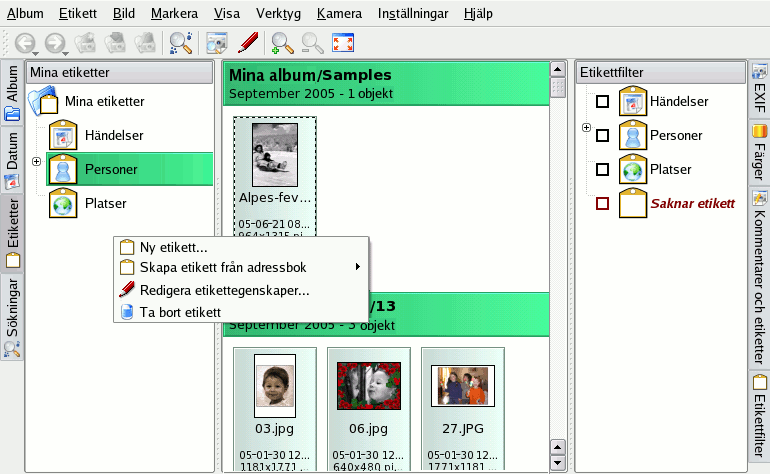 Album Etikett Bild Markera Visa Verktyg Kamera Inställningar Hjälp
Album
Datum
Etiketter
Sökningar
Mina etiketter
Mina etiketter
Händelser
Personer
Platser
Ny etikett...
Skapa etikett från adressbok
Redigera etikettegenskaper...
Ta bort etikett
Mina album/Samples
September 2005 - 1 objekt
Alpes-fev...
05-06-21 08...
964x1315 pi...
/13
September 2005 - 3 objekt
03.jpg 06.jpg 27.JPG
05-01-30 12... 05-01-30 12... 05-01-30 12...
1181x1771 640x480 pi... 1771x1181
Etikettfilter
Händelser
Personer
Platser
Saknar etikett
EXIF
Färger
Kommentarer och etiketter
Etikettfilter